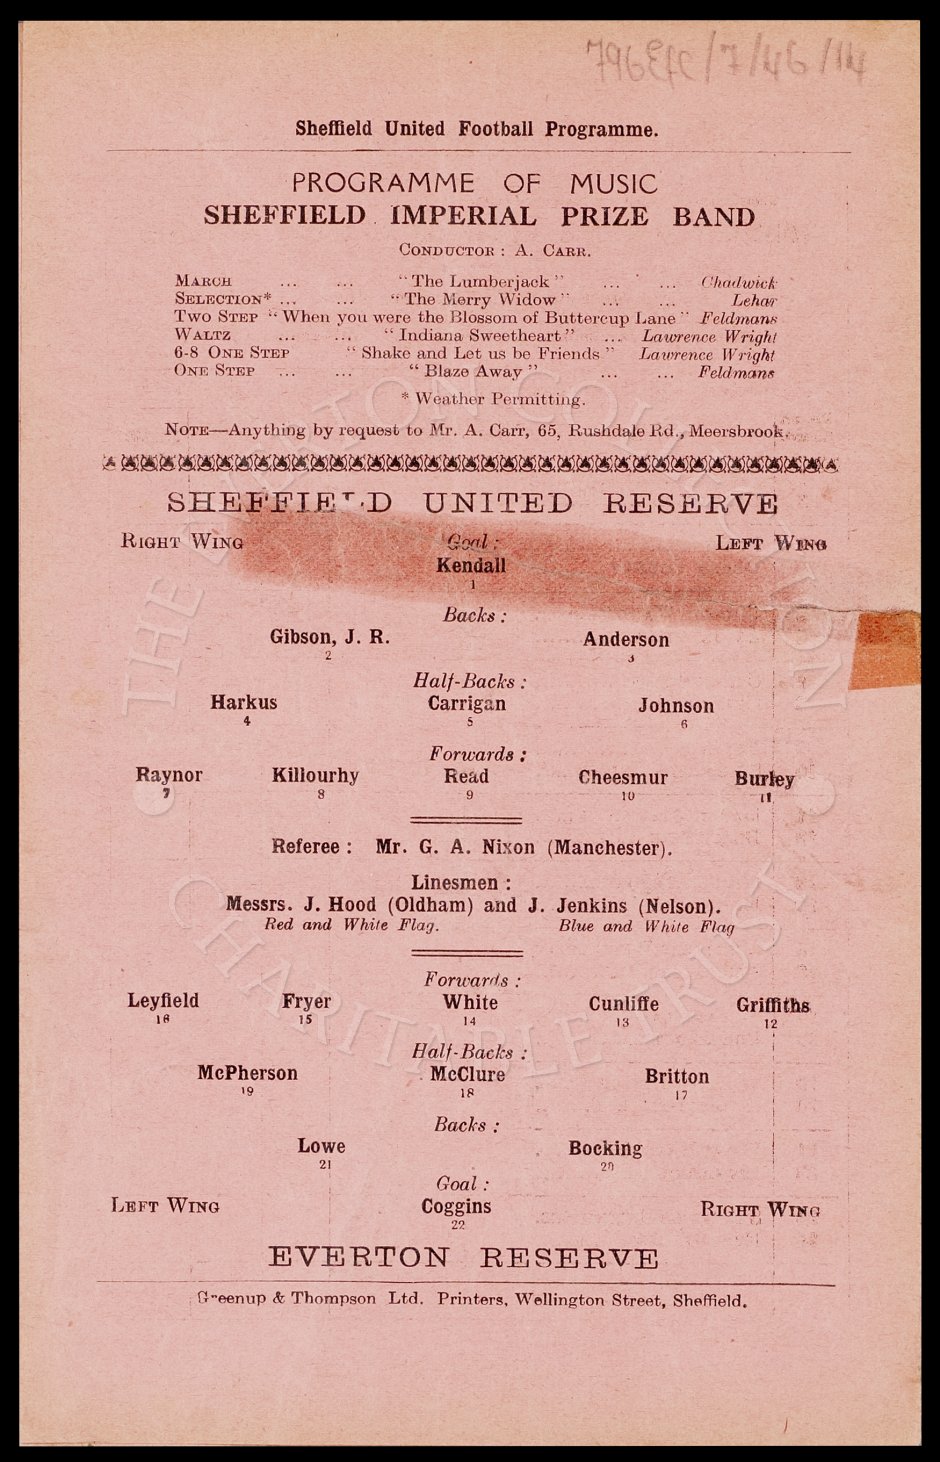 796 EFC/7/46/14
Sheffield United Football Programme.
PROGRAMME OF MUSIC
SHEFFIELD IMPERIAL PRIZE BAND
CONDUCTOR : A. CARR.
MARCH ... ... "The Lumberjack" ... ... Chadwick
SELECTION* ... ... "The Merry Widow" ... ... Lehar
TWO STEP "When you were the Blossom of Buttercup Lane" Feldmans
WALTZ ... ... "Indiana Sweetheart" ... Lawrence Wright
6-8 ONE STEP "Shake and Let us be Friends" Lawrence Wright
ONE STEP ... ... "Blaze Away" ... ... Feldmans
* Weather Permitting.
NOTE—Anything by request to Mr. A. Carr, 65, Rushdale Rd., Meersbrook.
SHEFFIELD UNITED RESERVE
RIGHT WING Goal : LEFT WING
Kendall
1
Backs :
Gibson, J. R. Anderson
2 3
Half-Backs :
Harkus Carrigan Johnson
4 5 6
Forwards :
Raynor Killourhy Read Cheesmur Burley
7 8 9 10 11
Referee : Mr. G. A. Nixon (Manchester).
Linesmen :
Messrs. J. Hood (Oldham) and J. Jenkins (Nelson).
Red and White Flag. Blue and White Flag
Forwards :
Leyfield Fryer White Cunliffe Griffiths
16 15 14 13 12
Half-Backs :
McPherson McClure Britton
19 18 17
Backs :
Lowe Bocking
21 20
Goal :
LEFT WING Coggins RIGHT WING
22
EVERTON RESERVE
Greenup & Thompson Ltd. Printers, Wellington Street, Sheffield.
THE EVERTON COLLECTION
CHARITABLE TRUST